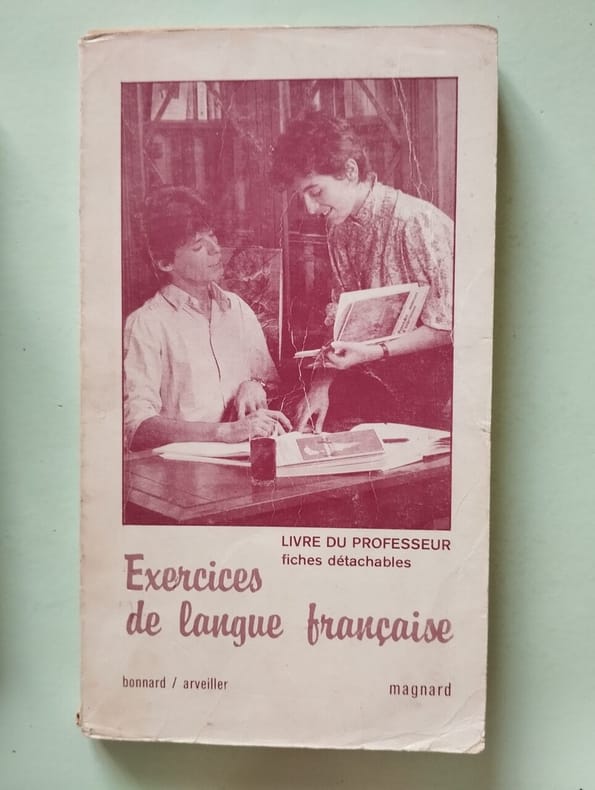 LIVRE DU PROFESSEUR
fiches détachables
Exercices
de langue française
bonnard / arveiller
magnard